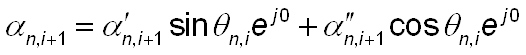 α_{n,i+1} = α′_{n,i+1} sin θ_{n,i} e^{j0} + α″_{n,i+1} cos θ_{n,i} e^{j0}